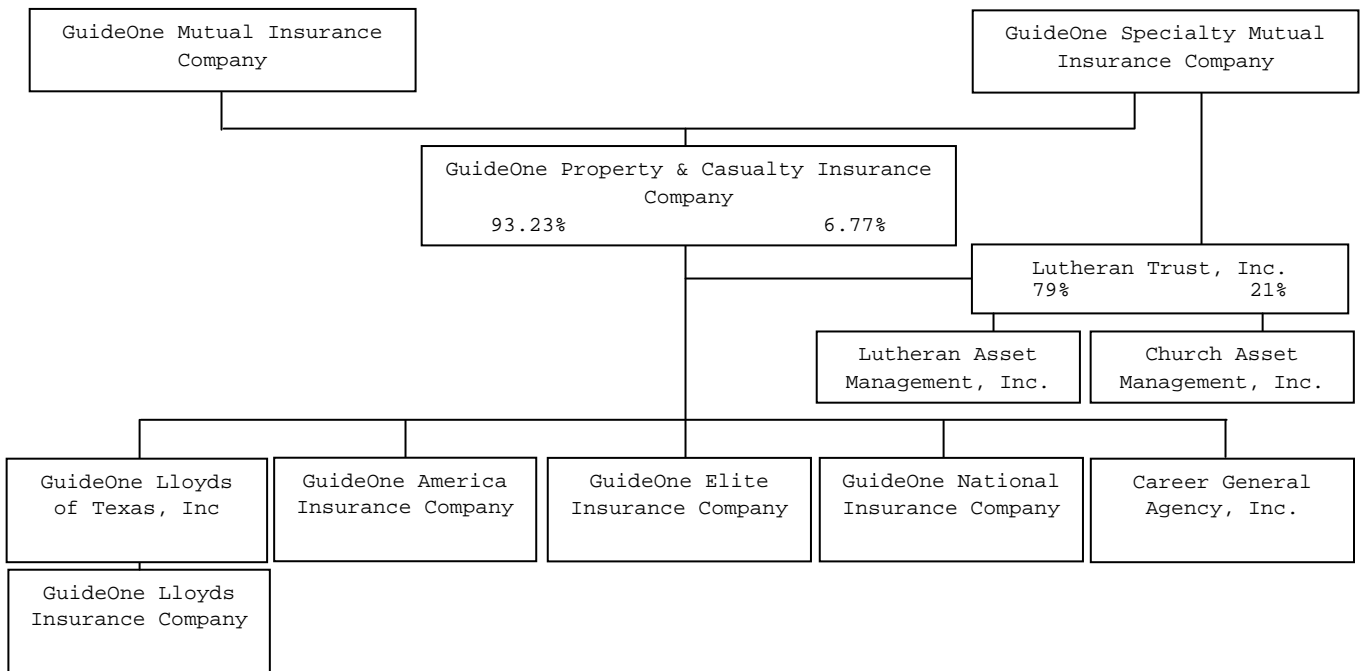 GuideOne Mutual Insurance
Company
GuideOne Specialty Mutual
Insurance Company
GuideOne Property & Casualty Insurance
Company
93.23% 6.77%
Lutheran Trust, Inc.
79% 21%
Lutheran Asset
Management, Inc.
Church Asset
Management, Inc.
GuideOne Lloyds
of Texas, Inc
GuideOne America
Insurance Company
GuideOne Elite
Insurance Company
GuideOne National
Insurance Company
Career General
Agency, Inc.
GuideOne Lloyds
Insurance Company